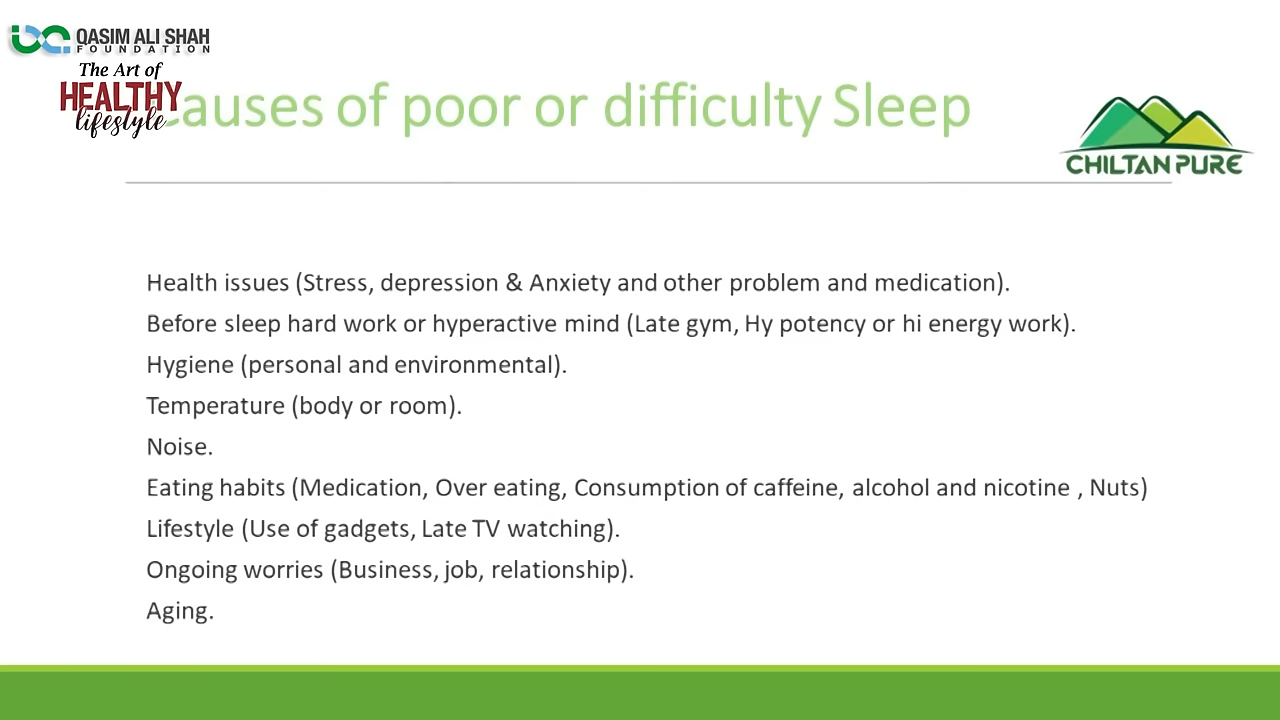 QASIM ALI SHAH
FOUNDATION
The Art of
HEALTHY
lifestyle
auses of poor or difficulty Sleep
CHILTAN PURE
Health issues (Stress, depression & Anxiety and other problem and medication).
Before sleep hard work or hyperactive mind (Late gym, Hy potency or hi energy work).
Hygiene (personal and environmental).
Temperature (body or room).
Noise.
Eating habits (Medication, Over eating, Consumption of caffeine, alcohol and nicotine , Nuts)
Lifestyle (Use of gadgets, Late TV watching).
Ongoing worries (Business, job, relationship).
Aging.